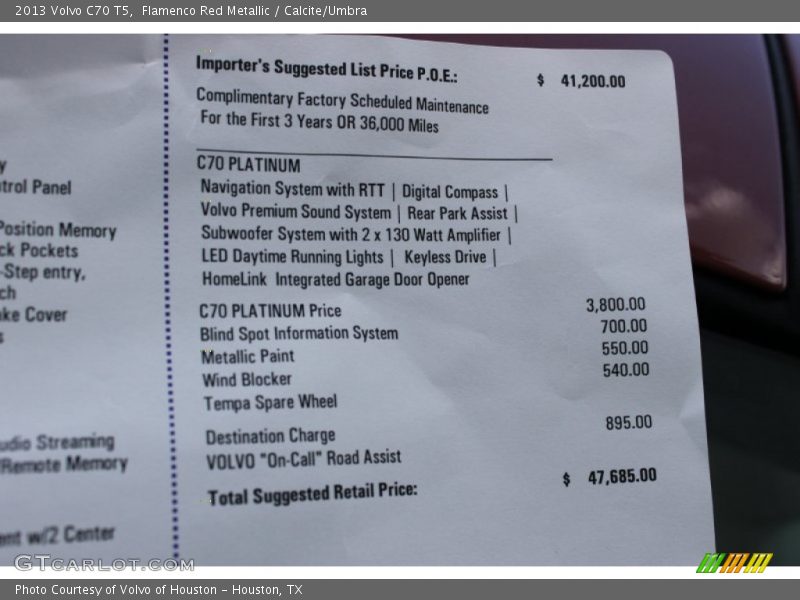 2013 Volvo C70 T5, Flamenco Red Metallic / Calcite/Umbra
Importer's Suggested List Price P.O.E.: $ 41,200.00
Complimentary Factory Scheduled Maintenance
For the First 3 Years OR 36,000 Miles
C70 PLATINUM
Navigation System with RTT | Digital Compass |
Volvo Premium Sound System | Rear Park Assist |
Subwoofer System with 2 x 130 Watt Amplifier |
LED Daytime Running Lights | Keyless Drive |
HomeLink Integrated Garage Door Opener
C70 PLATINUM Price 3,800.00
Blind Spot Information System 700.00
Metallic Paint 550.00
Wind Blocker 540.00
Tempa Spare Wheel
Destination Charge 895.00
VOLVO "On-Call" Road Assist
Total Suggested Retail Price: $ 47,685.00
trol Panel
Position Memory
ck Pockets
-Step entry,
ch
ake Cover
udio Streaming
/Remote Memory
ent w/2 Center
GTcarlot.com
Photo Courtesy of Volvo of Houston - Houston, TX